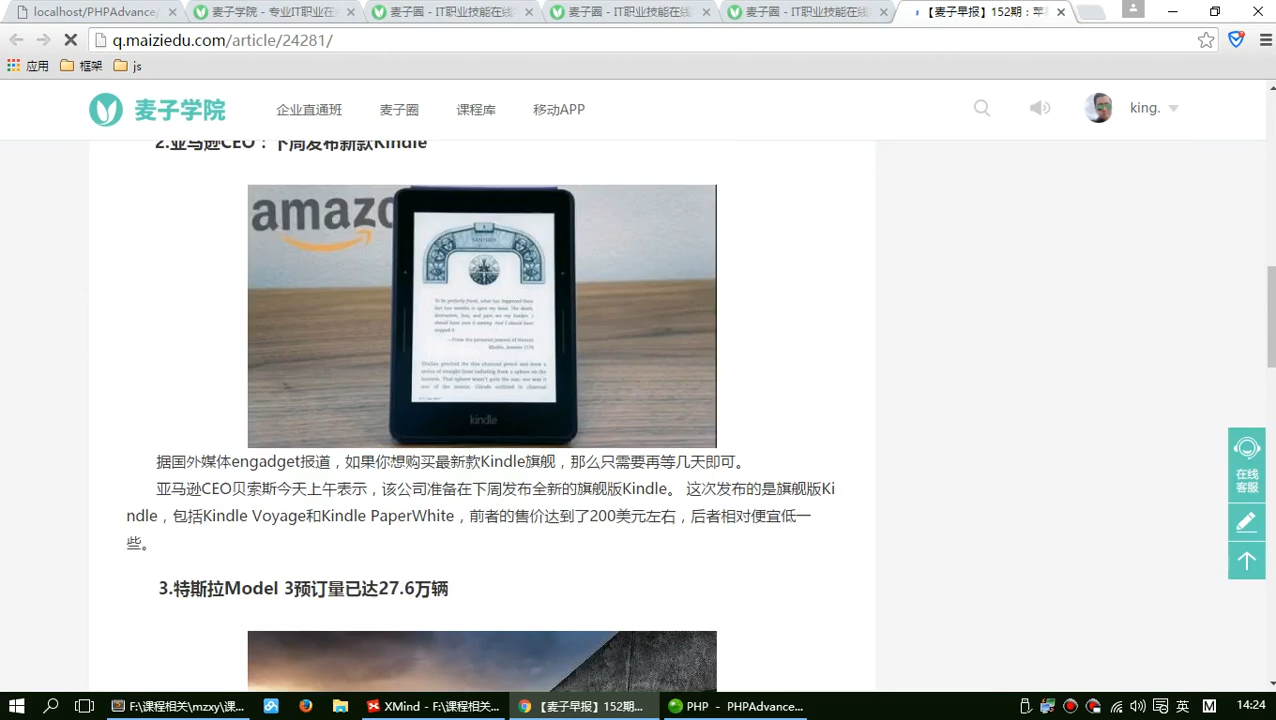 localhost/PHPAdvance/
麦子学院 - 专业IT职业在
麦子圈 - IT职业技能在线
麦子圈 - IT职业技能在线
麦子圈 - IT职业技能在线
【麦子早报】152期：苹
q.maiziedu.com/article/24281/
应用
框架
js
麦子学院
企业直通班
麦子圈
课程库
移动APP
king.
2.亚马逊CEO：下周发布新款Kindle
amazo
SANTIAGO
kindle
据国外媒体engadget报道，如果你想购买最新款Kindle旗舰，那么只需要再等几天即可。
亚马逊CEO贝索斯今天上午表示，该公司准备在下周发布全新的旗舰版Kindle。 这次发布的是旗舰版Ki
ndle，包括Kindle Voyage和Kindle PaperWhite，前者的售价达到了200美元左右，后者相对便宜低一
些。
3.特斯拉Model 3预订量已达27.6万辆
在线
客服
F:\课程相关\mzxy\课...
XMind - F:\课程相关\...
【麦子早报】152期...
PHP - PHPAdvance...
英
M
14:24